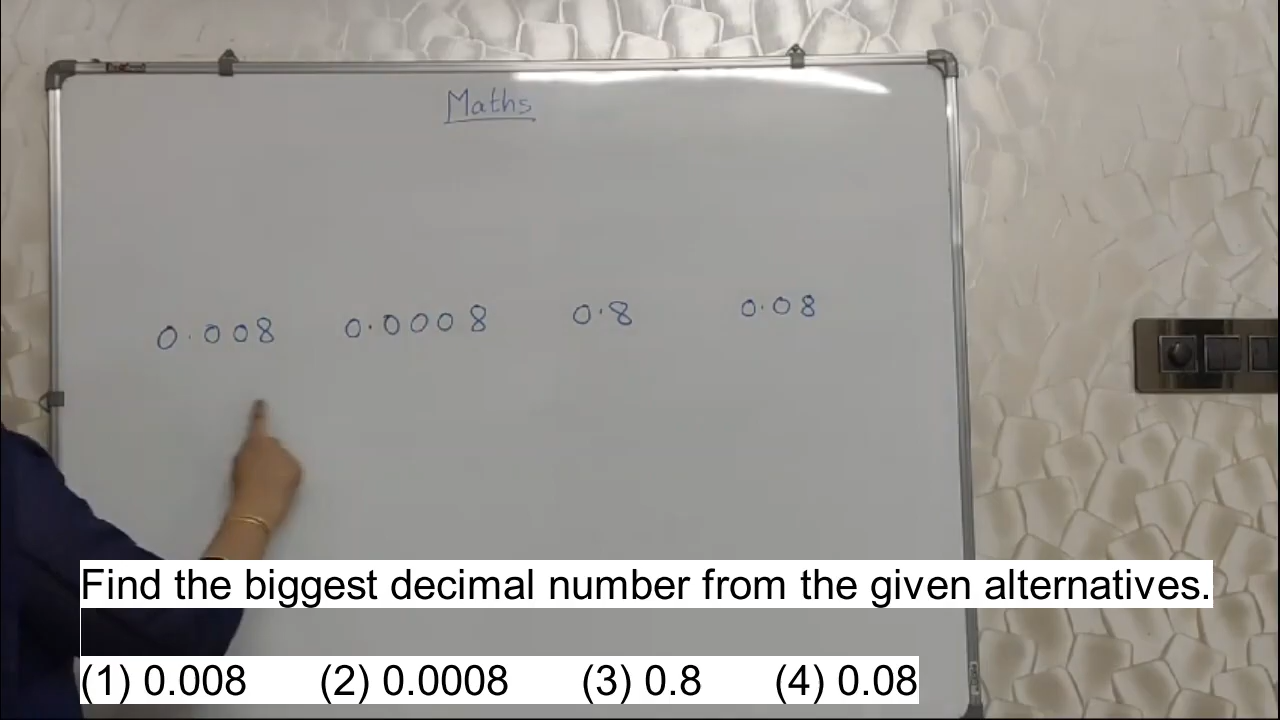 Maths
0.008 0.0008 0.8 0.08
Find the biggest decimal number from the given alternatives.
(1) 0.008 (2) 0.0008 (3) 0.8 (4) 0.08